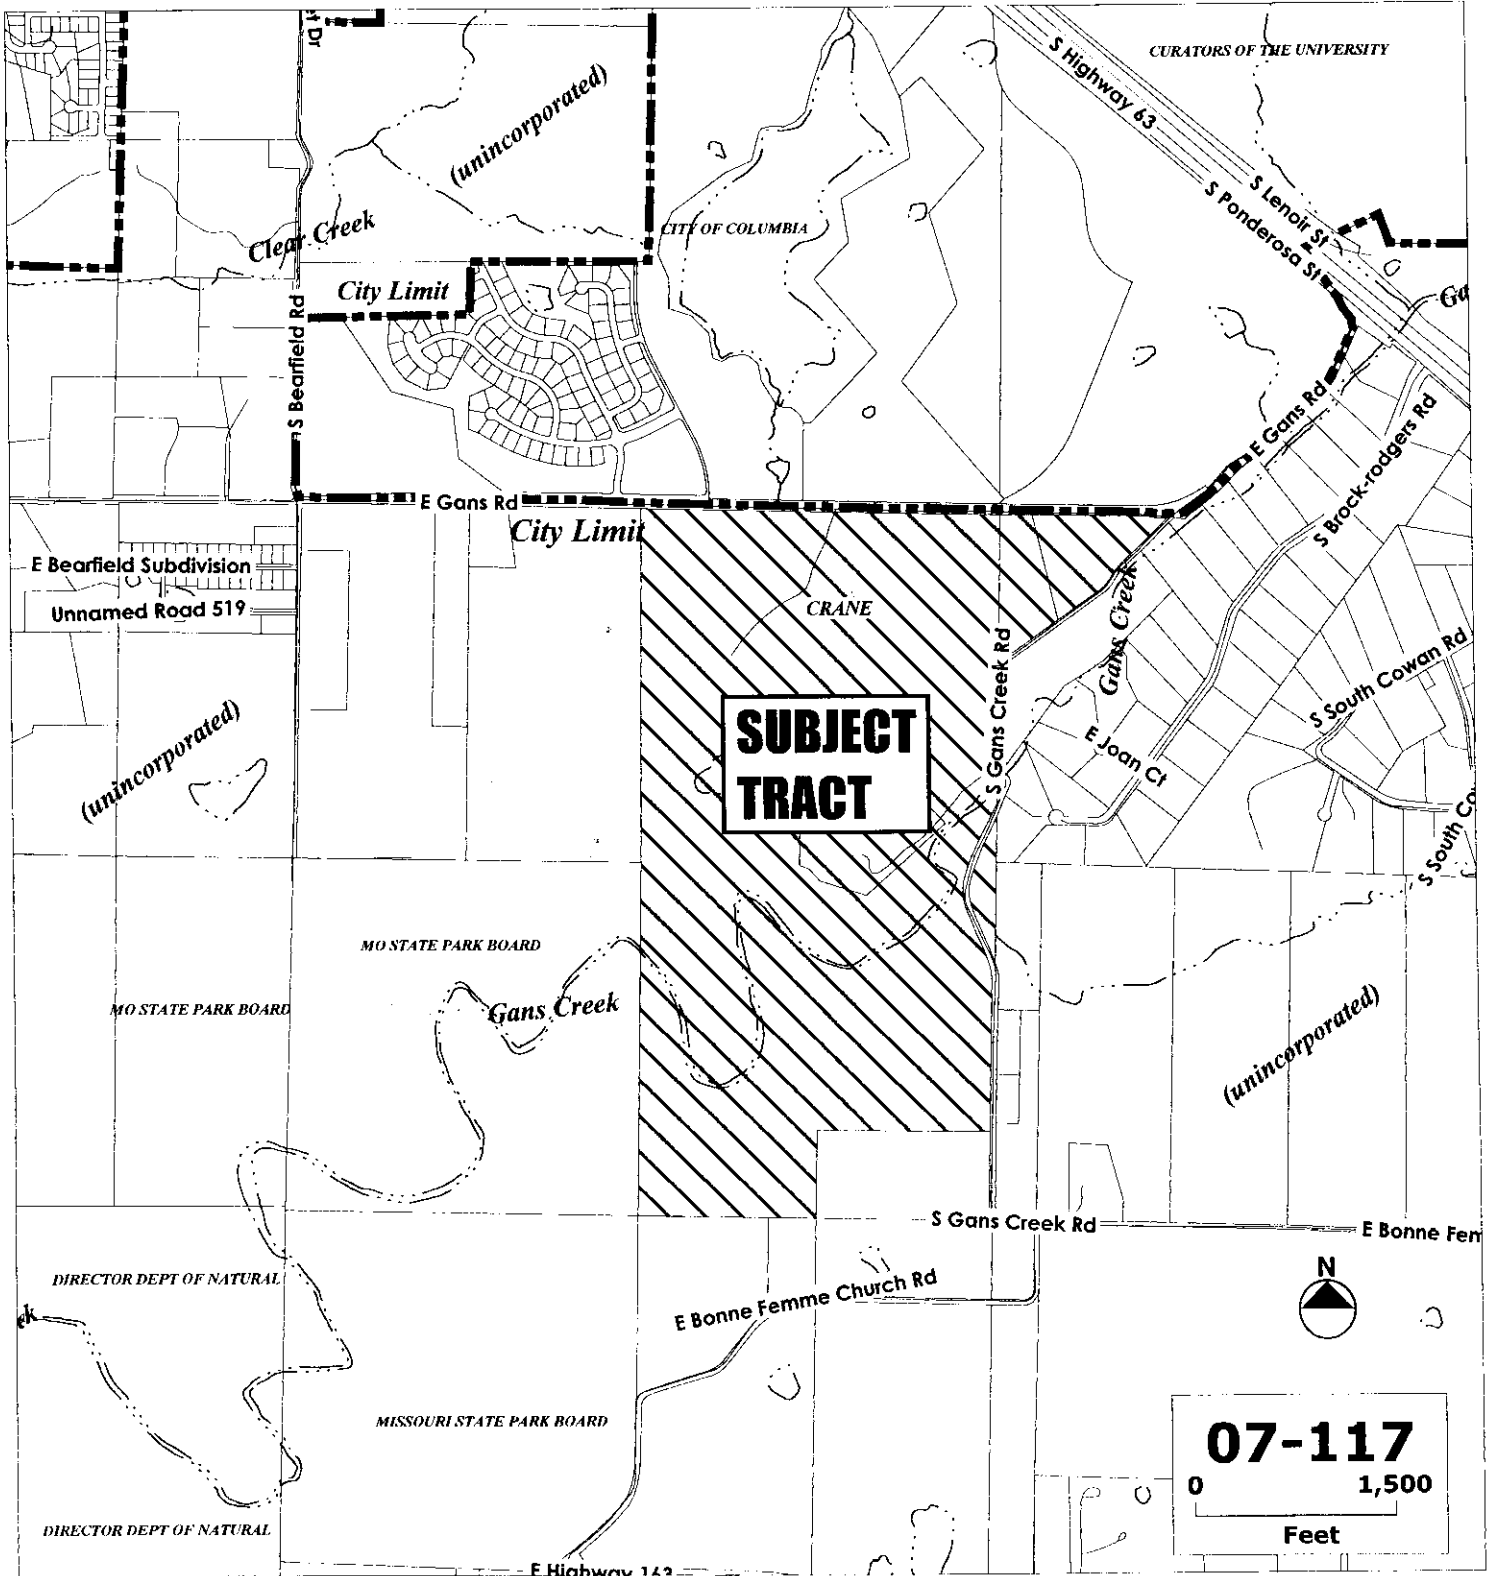 CURATORS OF THE UNIVERSITY
S Highway 63
(unincorporated)
S Lenoir St
S Ponderosa St
CITY OF COLUMBIA
Clear Creek
City Limit
S Bearfield Rd
E Gans Rd
S Brock-rodgers Rd
E Gans Rd
City Limit
E Bearfield Subdivision
Unnamed Road 519
CRANE
Gans Creek
S Gans Creek Rd
S South Cowan Rd
E Joan Ct
SUBJECT
TRACT
(unincorporated)
MO STATE PARK BOARD
MO STATE PARK BOARD
Gans Creek
(unincorporated)
S Gans Creek Rd
E Bonne Fem
DIRECTOR DEPT OF NATURAL
E Bonne Femme Church Rd
N
MISSOURI STATE PARK BOARD
07-117
0 1,500
Feet
DIRECTOR DEPT OF NATURAL
E Highway 163